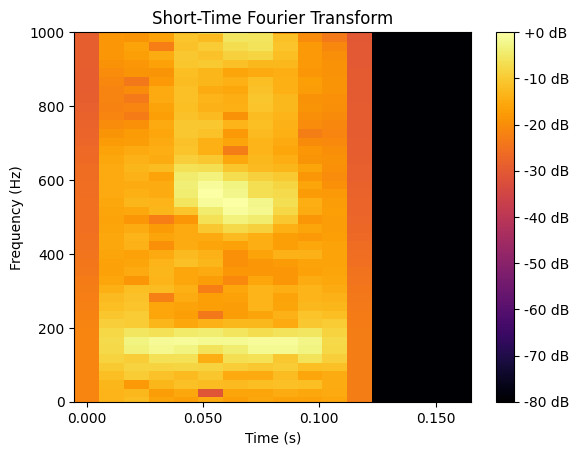 Short-Time Fourier Transform
1000
800
600
400
200
0
Frequency (Hz)
0.000
0.050
0.100
0.150
Time (s)
+0 dB
-10 dB
-20 dB
-30 dB
-40 dB
-50 dB
-60 dB
-70 dB
-80 dB